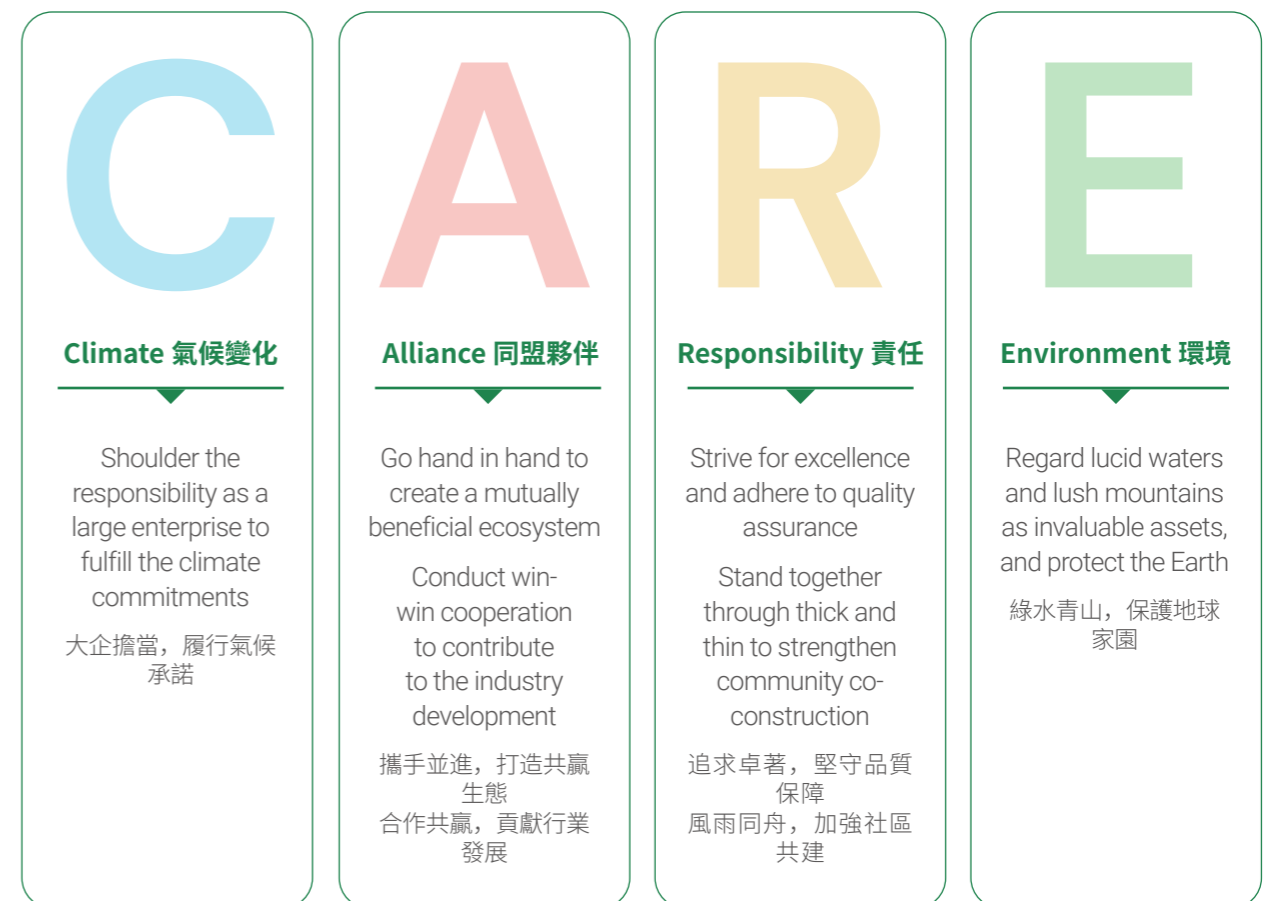 C
Climate 氣候變化
Shoulder the
responsibility as a
large enterprise to
fulfill the climate
commitments
大企擔當，履行氣候
承諾
A
Alliance 同盟夥伴
Go hand in hand to
create a mutually
beneficial ecosystem
Conduct win-
win cooperation
to contribute
to the industry
development
攜手並進，打造共贏
生態
合作共贏，貢獻行業
發展
R
Responsibility 責任
Strive for excellence
and adhere to quality
assurance
Stand together
through thick and
thin to strengthen
community co-
construction
追求卓著，堅守品質
保障
風雨同舟，加強社區
共建
E
Environment 環境
Regard lucid waters
and lush mountains
as invaluable assets,
and protect the Earth
綠水青山，保護地球
家園